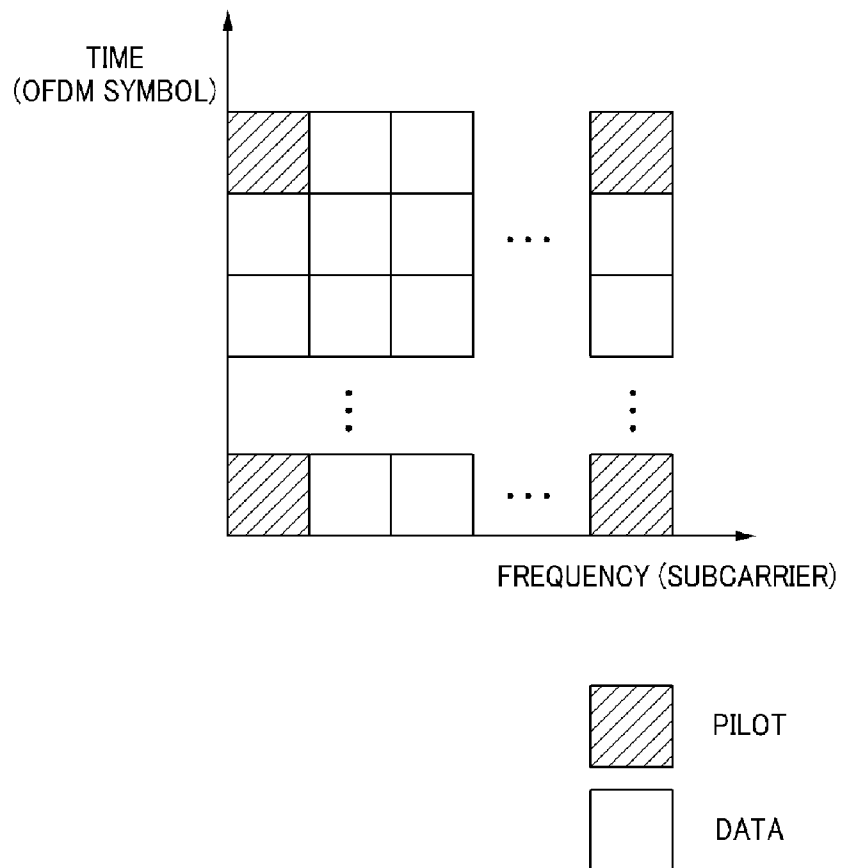 TIME
(OFDM SYMBOL)
FREQUENCY (SUBCARRIER)
PILOT
DATA